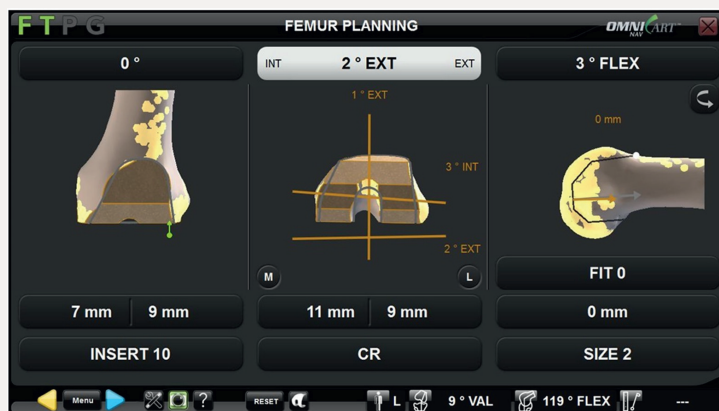 F T P G
FEMUR PLANNING
OMNI ART
NAV
0 °
INT 2 ° EXT EXT
3 ° FLEX
1 ° EXT
0 mm
3 ° INT
2 ° EXT
M
L
FIT 0
7 mm 9 mm
11 mm 9 mm
0 mm
INSERT 10
CR
SIZE 2
Menu
?
RESET
α
L
9 ° VAL
119 ° FLEX
---